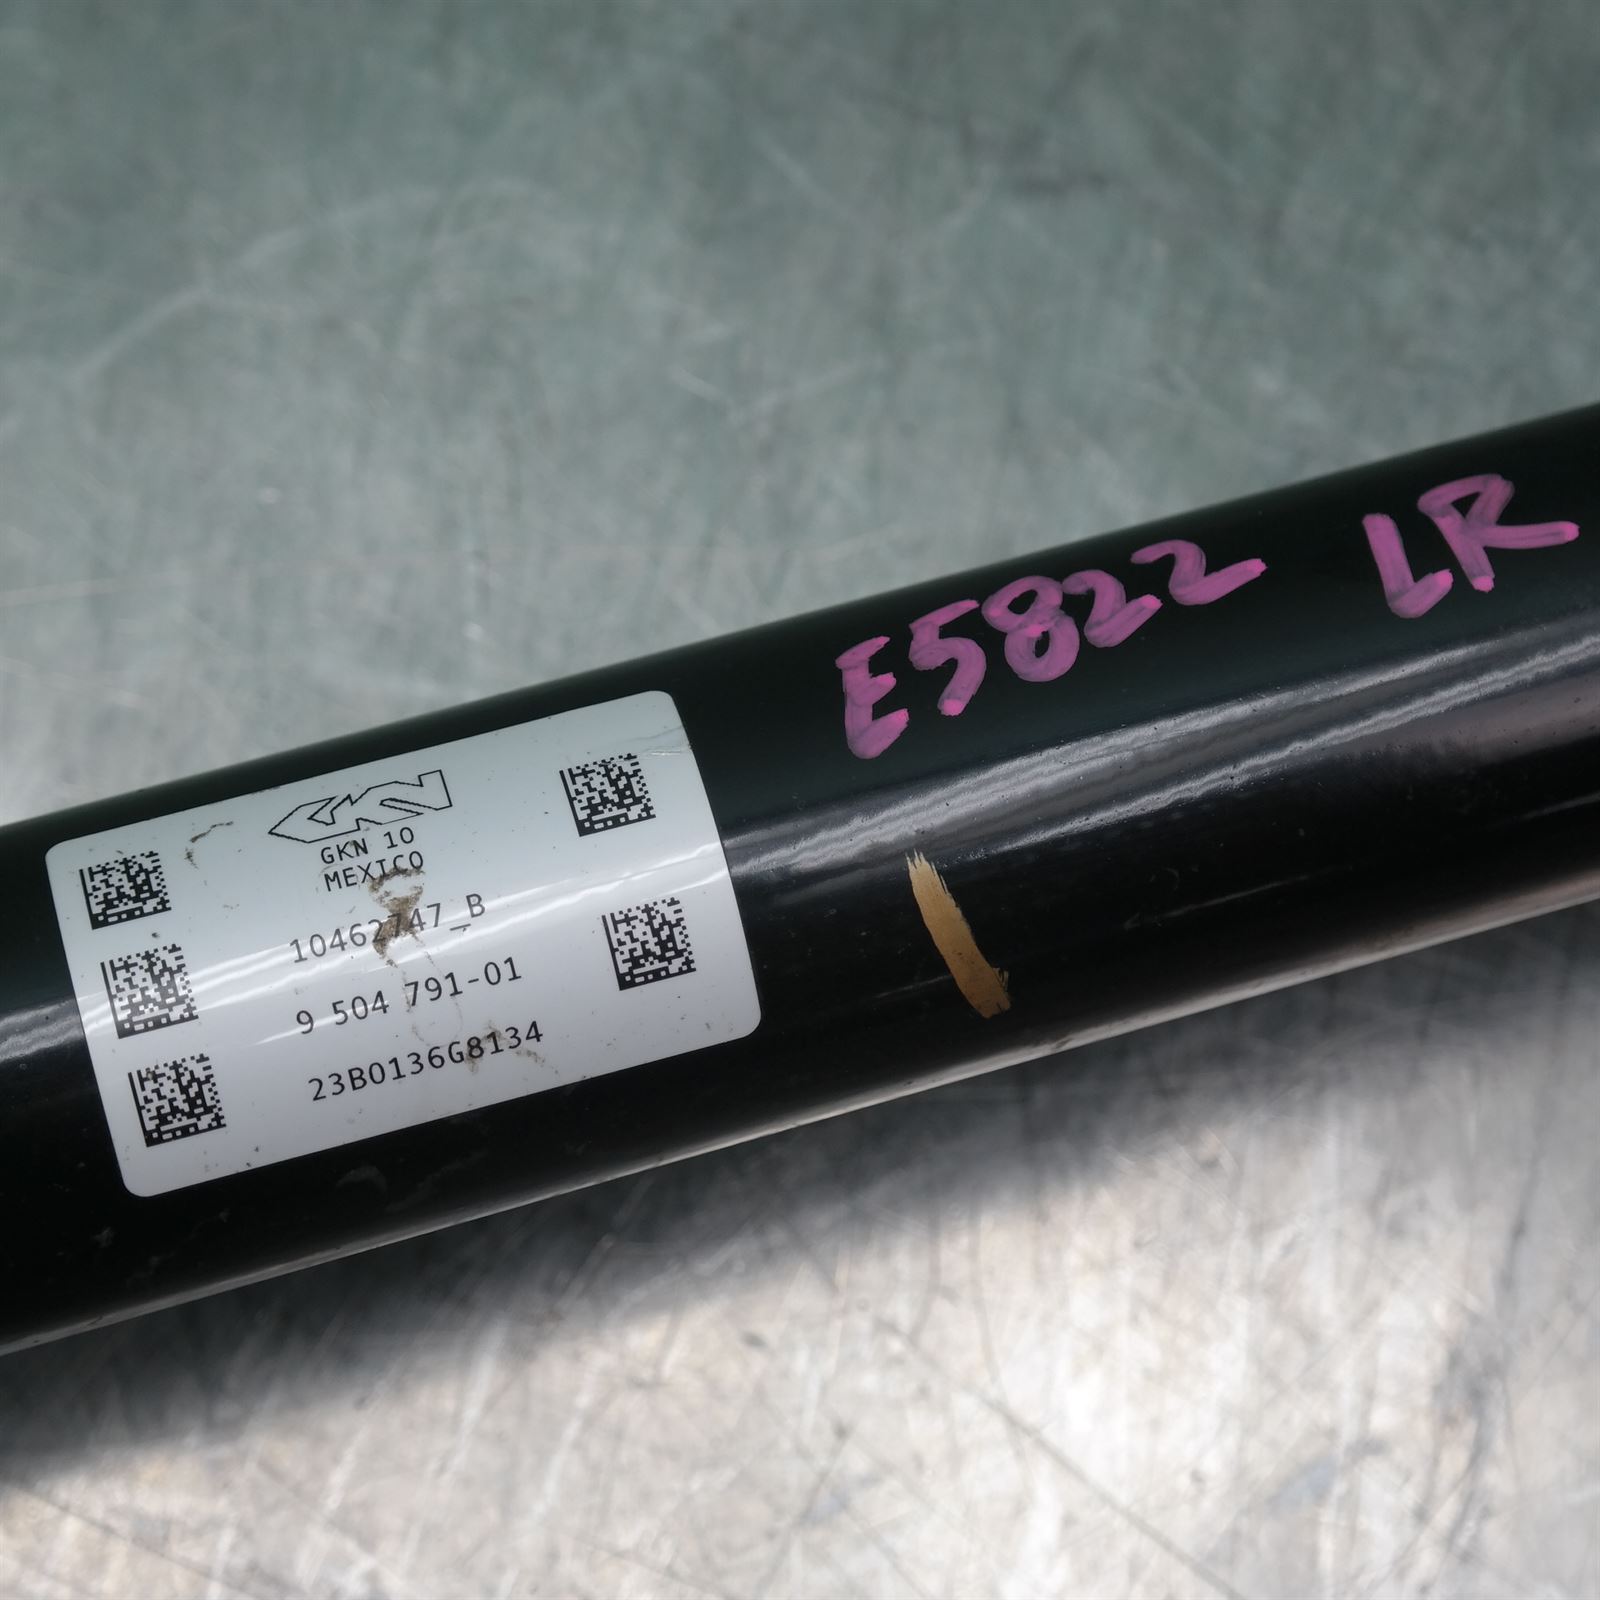 GKN
GKN 10
MEXICO
10462747_B
9 504 791-01
23B0136G8134
E5822 LR